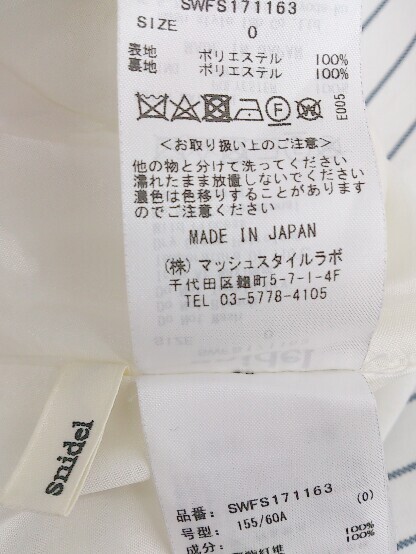 SWFS171163
SIZE 0
表地 ポリエステル 100%
裏地 ポリエステル 100%
F
E005
<お取り扱い上のご注意>
他の物と分けて洗ってください
濡れたまま放置しないでください
濃色は色移りすることがあります
のでご注意ください
MADE IN JAPAN
(株) マッシュスタイルラボ
千代田区麹町5-7-1-4F
TEL 03-5778-4105
snidel
品番: SWFS171163
号型: 155/60A (0)
成分: 100%
100%